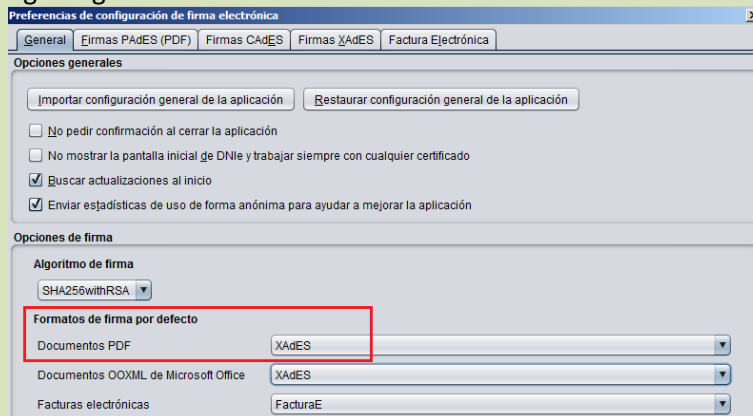 Preferencias de configuración de firma electrónica
General Firmas PAdES (PDF) Firmas CAdES Firmas XAdES Factura Electrónica
Opciones generales
Importar configuración general de la aplicación Restaurar configuración general de la aplicación
No pedir confirmación al cerrar la aplicación
No mostrar la pantalla inicial de DNIe y trabajar siempre con cualquier certificado
Buscar actualizaciones al inicio
Enviar estadísticas de uso de forma anónima para ayudar a mejorar la aplicación
Opciones de firma
Algoritmo de firma
SHA256withRSA
Formatos de firma por defecto
Documentos PDF XAdES
Documentos OOXML de Microsoft Office XAdES
Facturas electrónicas FacturaE